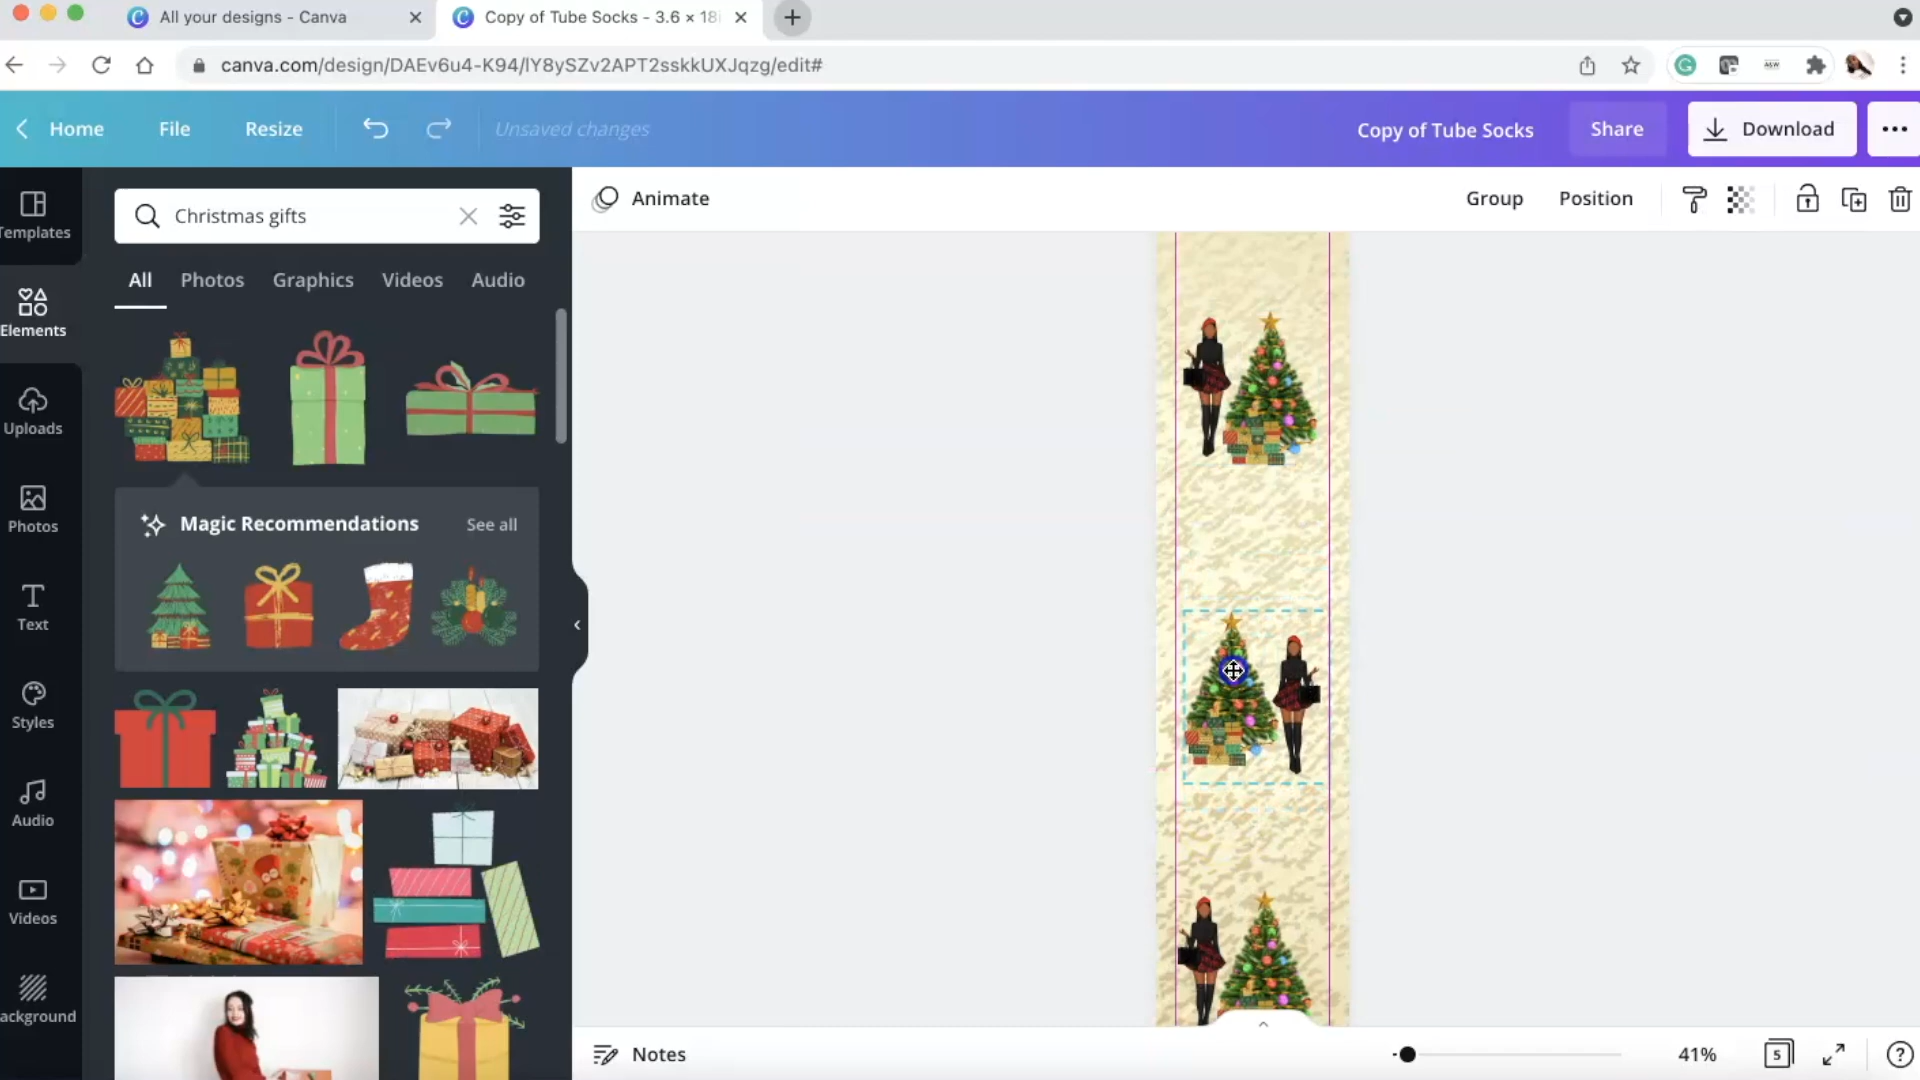 All your designs - Canva
Copy of Tube Socks - 3.6 × 18i
canva.com/design/DAEv6u4-K94/lY8ySZv2APT2sskkUXJqzg/edit#
Home File Resize Unsaved changes Copy of Tube Socks Share Download
Templates
Elements
Uploads
Photos
Text
Styles
Audio
Videos
ackground
Christmas gifts
All Photos Graphics Videos Audio
Magic Recommendations See all
Animate Group Position
Notes 41% 5 ?